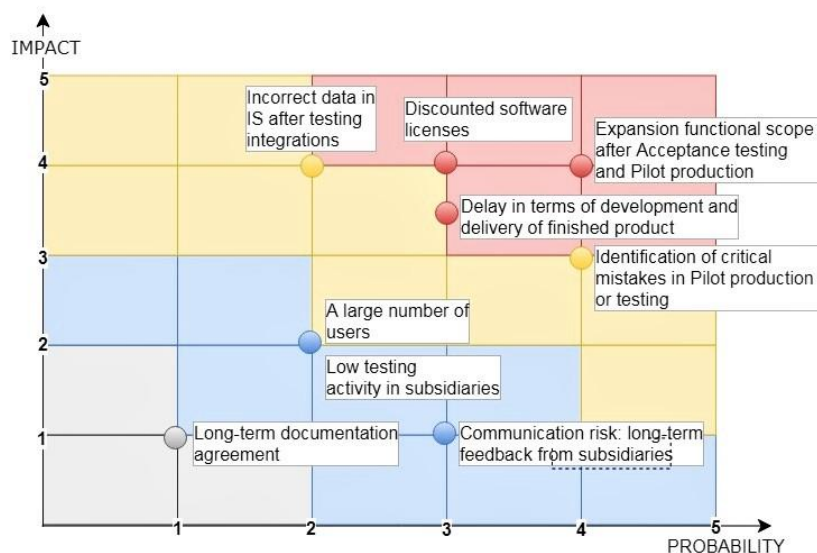 IMPACT
5
Incorrect data in
IS after testing
integrations
Discounted software
licenses
Expansion functional scope
after Acceptance testing
and Pilot production
4
Delay in terms of development and
delivery of finished product
3
Identification of critical
mistakes in Pilot production
or testing
A large number of
users
2
Low testing
activity in subsidiaries
1
Long-term documentation
agreement
Communication risk: long-term
feedback from subsidiaries
1
2
3
4
5
PROBABILITY